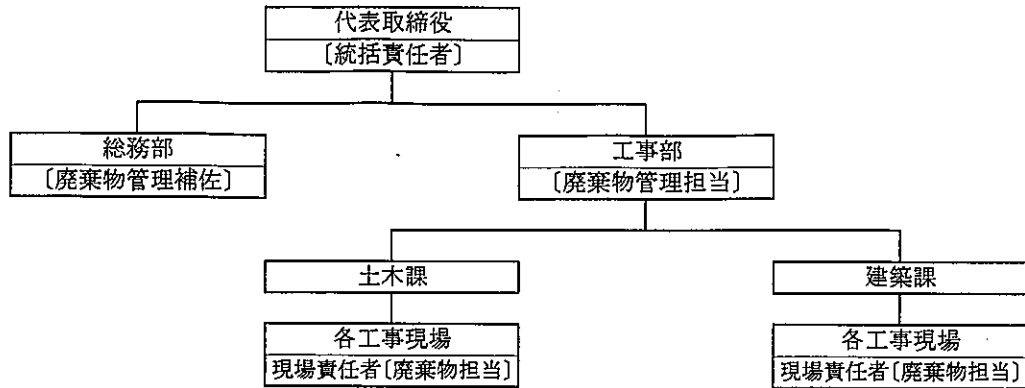 代表取締役
〔統括責任者〕
総務部
〔廃棄物管理補佐〕
工事部
〔廃棄物管理担当〕
土木課
建築課
各工事現場
現場責任者〔廃棄物担当〕
各工事現場
現場責任者〔廃棄物担当〕